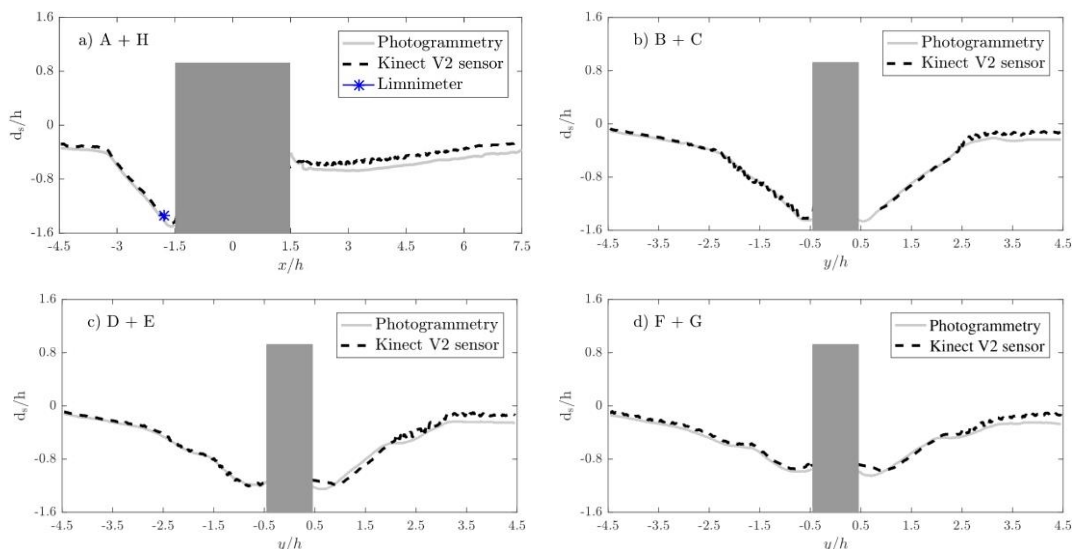 1.6
a) A + H
Photogrammetry
Kinect V2 sensor
Limnimeter
0.8
0
-0.8
-1.6
dₛ/h
-4.5 -3 -1.5 0 1.5 3 4.5 6 7.5
x/h
1.6
b) B + C
Photogrammetry
Kinect V2 sensor
0.8
0
-0.8
-1.6
dₛ/h
-4.5 -3.5 -2.5 -1.5 -0.5 0.5 1.5 2.5 3.5 4.5
y/h
1.6
c) D + E
Photogrammetry
Kinect V2 sensor
0.8
0
-0.8
-1.6
dₛ/h
-4.5 -3.5 -2.5 -1.5 -0.5 0.5 1.5 2.5 3.5 4.5
y/h
1.6
d) F + G
Photogrammetry
Kinect V2 sensor
0.8
0
-0.8
-1.6
dₛ/h
-4.5 -3.5 -2.5 -1.5 -0.5 0.5 1.5 2.5 3.5 4.5
y/h